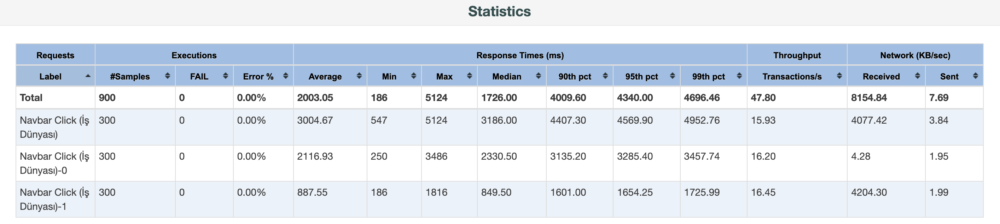 Statistics
Requests Executions Response Times (ms) Throughput Network (KB/sec)
Label #Samples FAIL Error % Average Min Max Median 90th pct 95th pct 99th pct Transactions/s Received Sent
Total 900 0 0.00% 2003.05 186 5124 1726.00 4009.60 4340.00 4696.46 47.80 8154.84 7.69
Navbar Click (İş 300 0 0.00% 3004.67 547 5124 3186.00 4407.30 4569.90 4952.76 15.93 4077.42 3.84
Dünyası)
Navbar Click (İş 300 0 0.00% 2116.93 250 3486 2330.50 3135.20 3285.40 3457.74 16.20 4.28 1.95
Dünyası)-0
Navbar Click (İş 300 0 0.00% 887.55 186 1816 849.50 1601.00 1654.25 1725.99 16.45 4204.30 1.99
Dünyası)-1